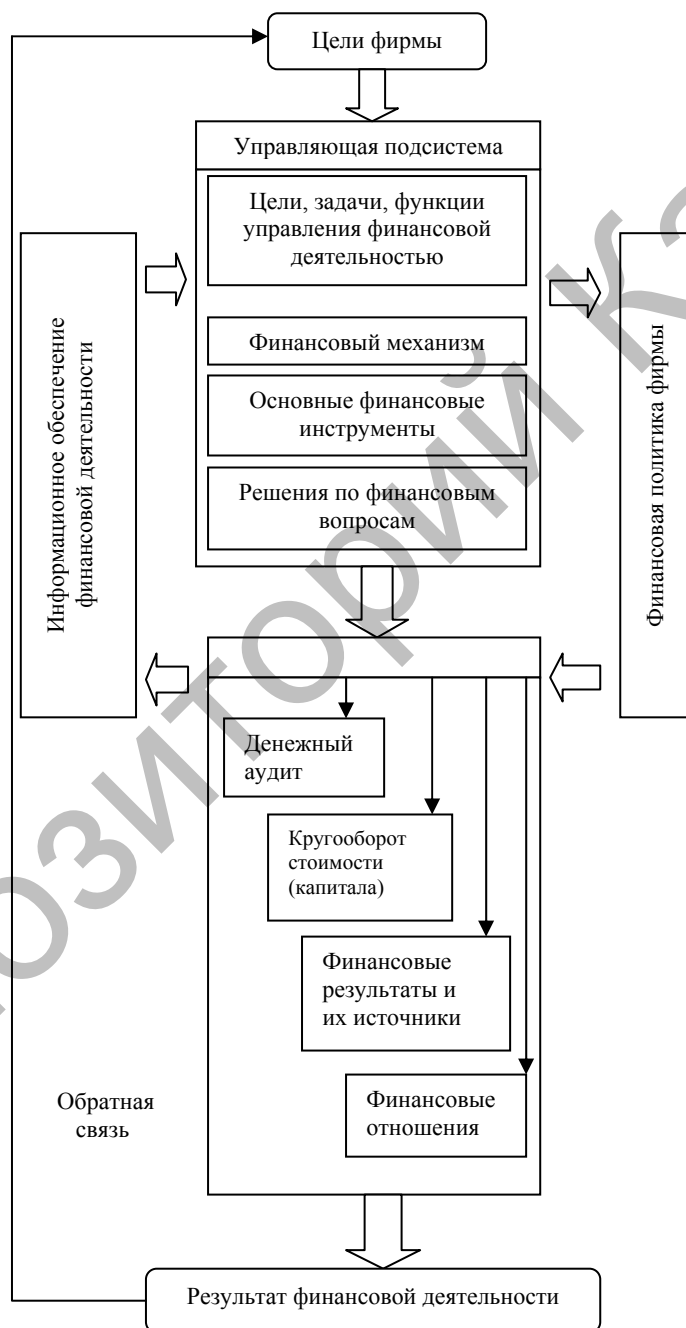 Цели фирмы
Управляющая подсистема
Цели, задачи, функции
управления финансовой
деятельностью
Финансовый механизм
Основные финансовые
инструменты
Решения по финансовым
вопросам
Информационное обеспечение
финансовой деятельности
Финансовая политика фирмы
Денежный
аудит
Кругооборот
стоимости
(капитала)
Финансовые
результаты и
их источники
Финансовые
отношения
Обратная
связь
Результат финансовой деятельности